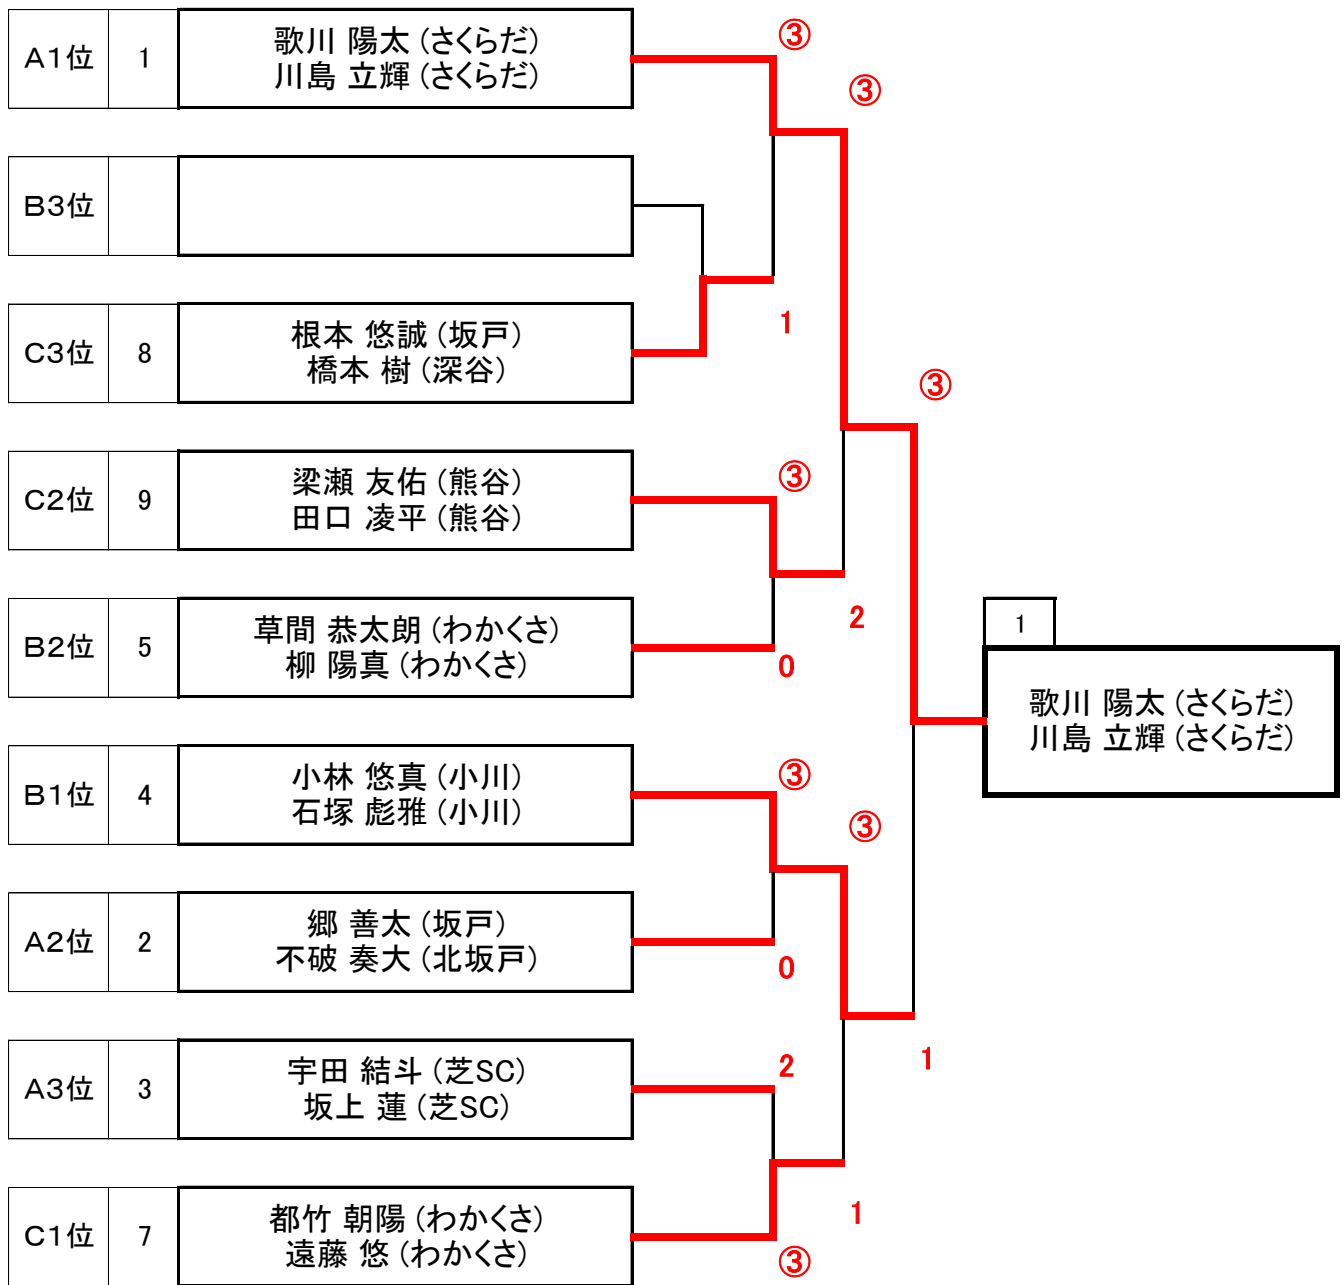 A1位 1 歌川 陽太 (さくらだ)
川島 立輝 (さくらだ)
③
③
B3位
C3位 8 根本 悠誠 (坂戸)
橋本 樹 (深谷)
1
③
C2位 9 梁瀬 友佑 (熊谷)
田口 凌平 (熊谷)
③
B2位 5 草間 恭太朗 (わかくさ)
柳 陽真 (わかくさ)
2
0
1
歌川 陽太 (さくらだ)
川島 立輝 (さくらだ)
B1位 4 小林 悠真 (小川)
石塚 彪雅 (小川)
③
③
A2位 2 郷 善太 (坂戸)
不破 奏大 (北坂戸)
0
A3位 3 宇田 結斗 (芝SC)
坂上 蓮 (芝SC)
2
1
C1位 7 都竹 朝陽 (わかくさ)
遠藤 悠 (わかくさ)
1
③